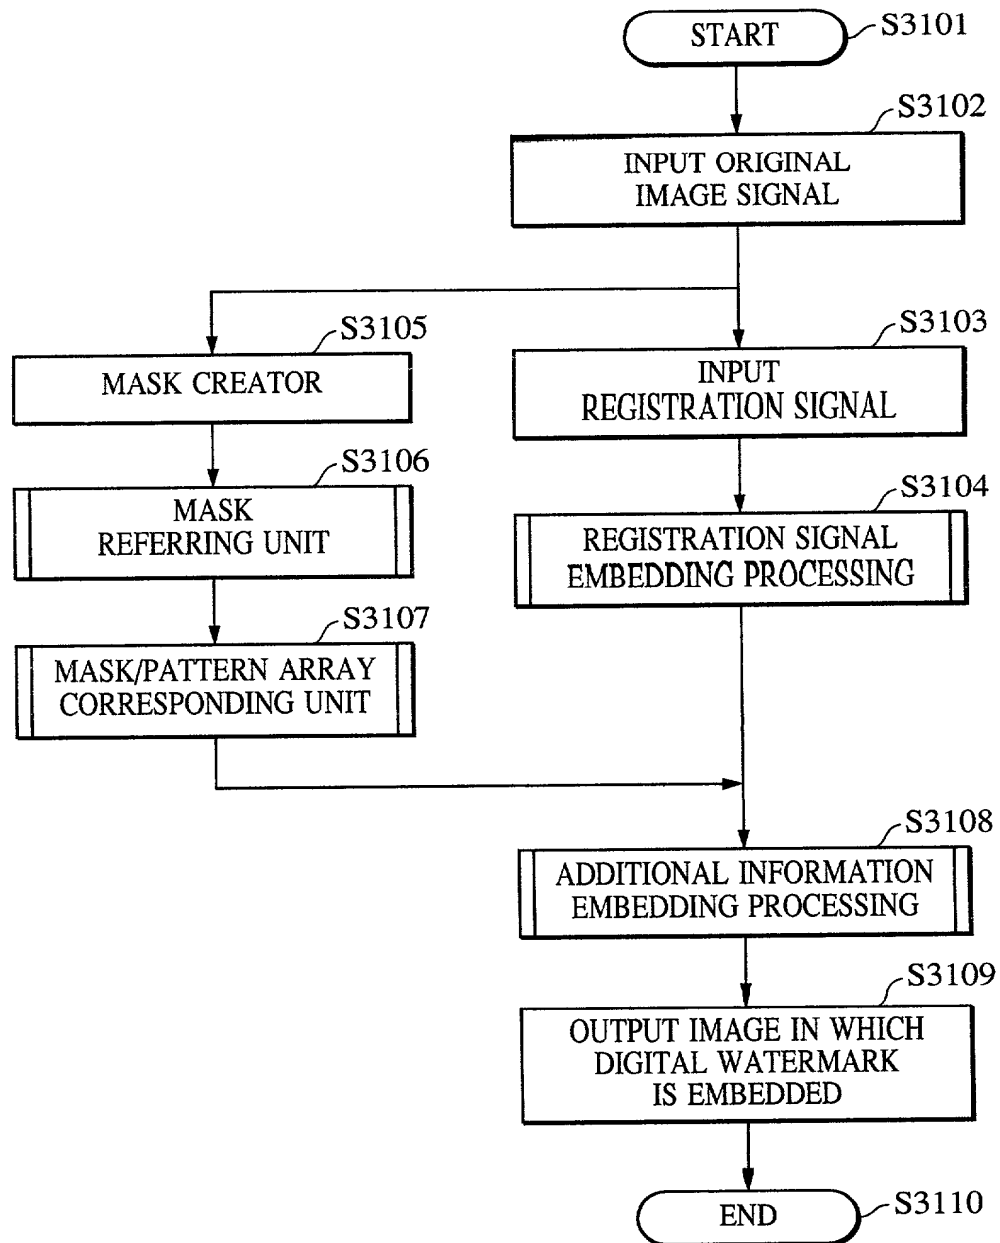 START
S3101
S3102
INPUT ORIGINAL
IMAGE SIGNAL
S3105
MASK CREATOR
S3103
INPUT
REGISTRATION SIGNAL
S3106
MASK
REFERRING UNIT
S3104
REGISTRATION SIGNAL
EMBEDDING PROCESSING
S3107
MASK/PATTERN ARRAY
CORRESPONDING UNIT
S3108
ADDITIONAL INFORMATION
EMBEDDING PROCESSING
S3109
OUTPUT IMAGE IN WHICH
DIGITAL WATERMARK
IS EMBEDDED
END
S3110